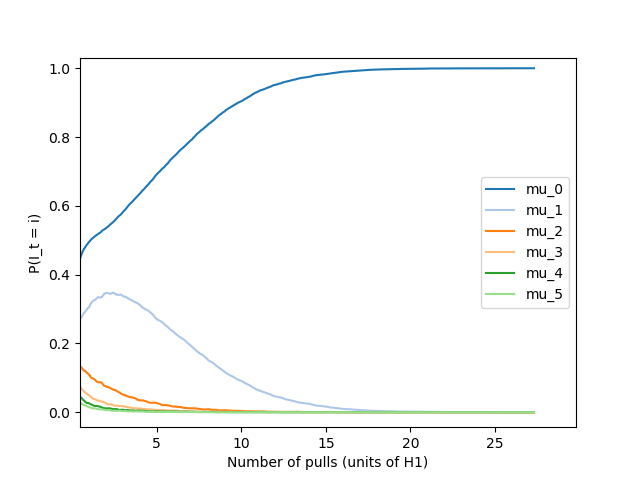 1.0
0.8
0.6
0.4
0.2
0.0
P(I_t = i)
mu_0
mu_1
mu_2
mu_3
mu_4
mu_5
5 10 15 20 25
Number of pulls (units of H1)